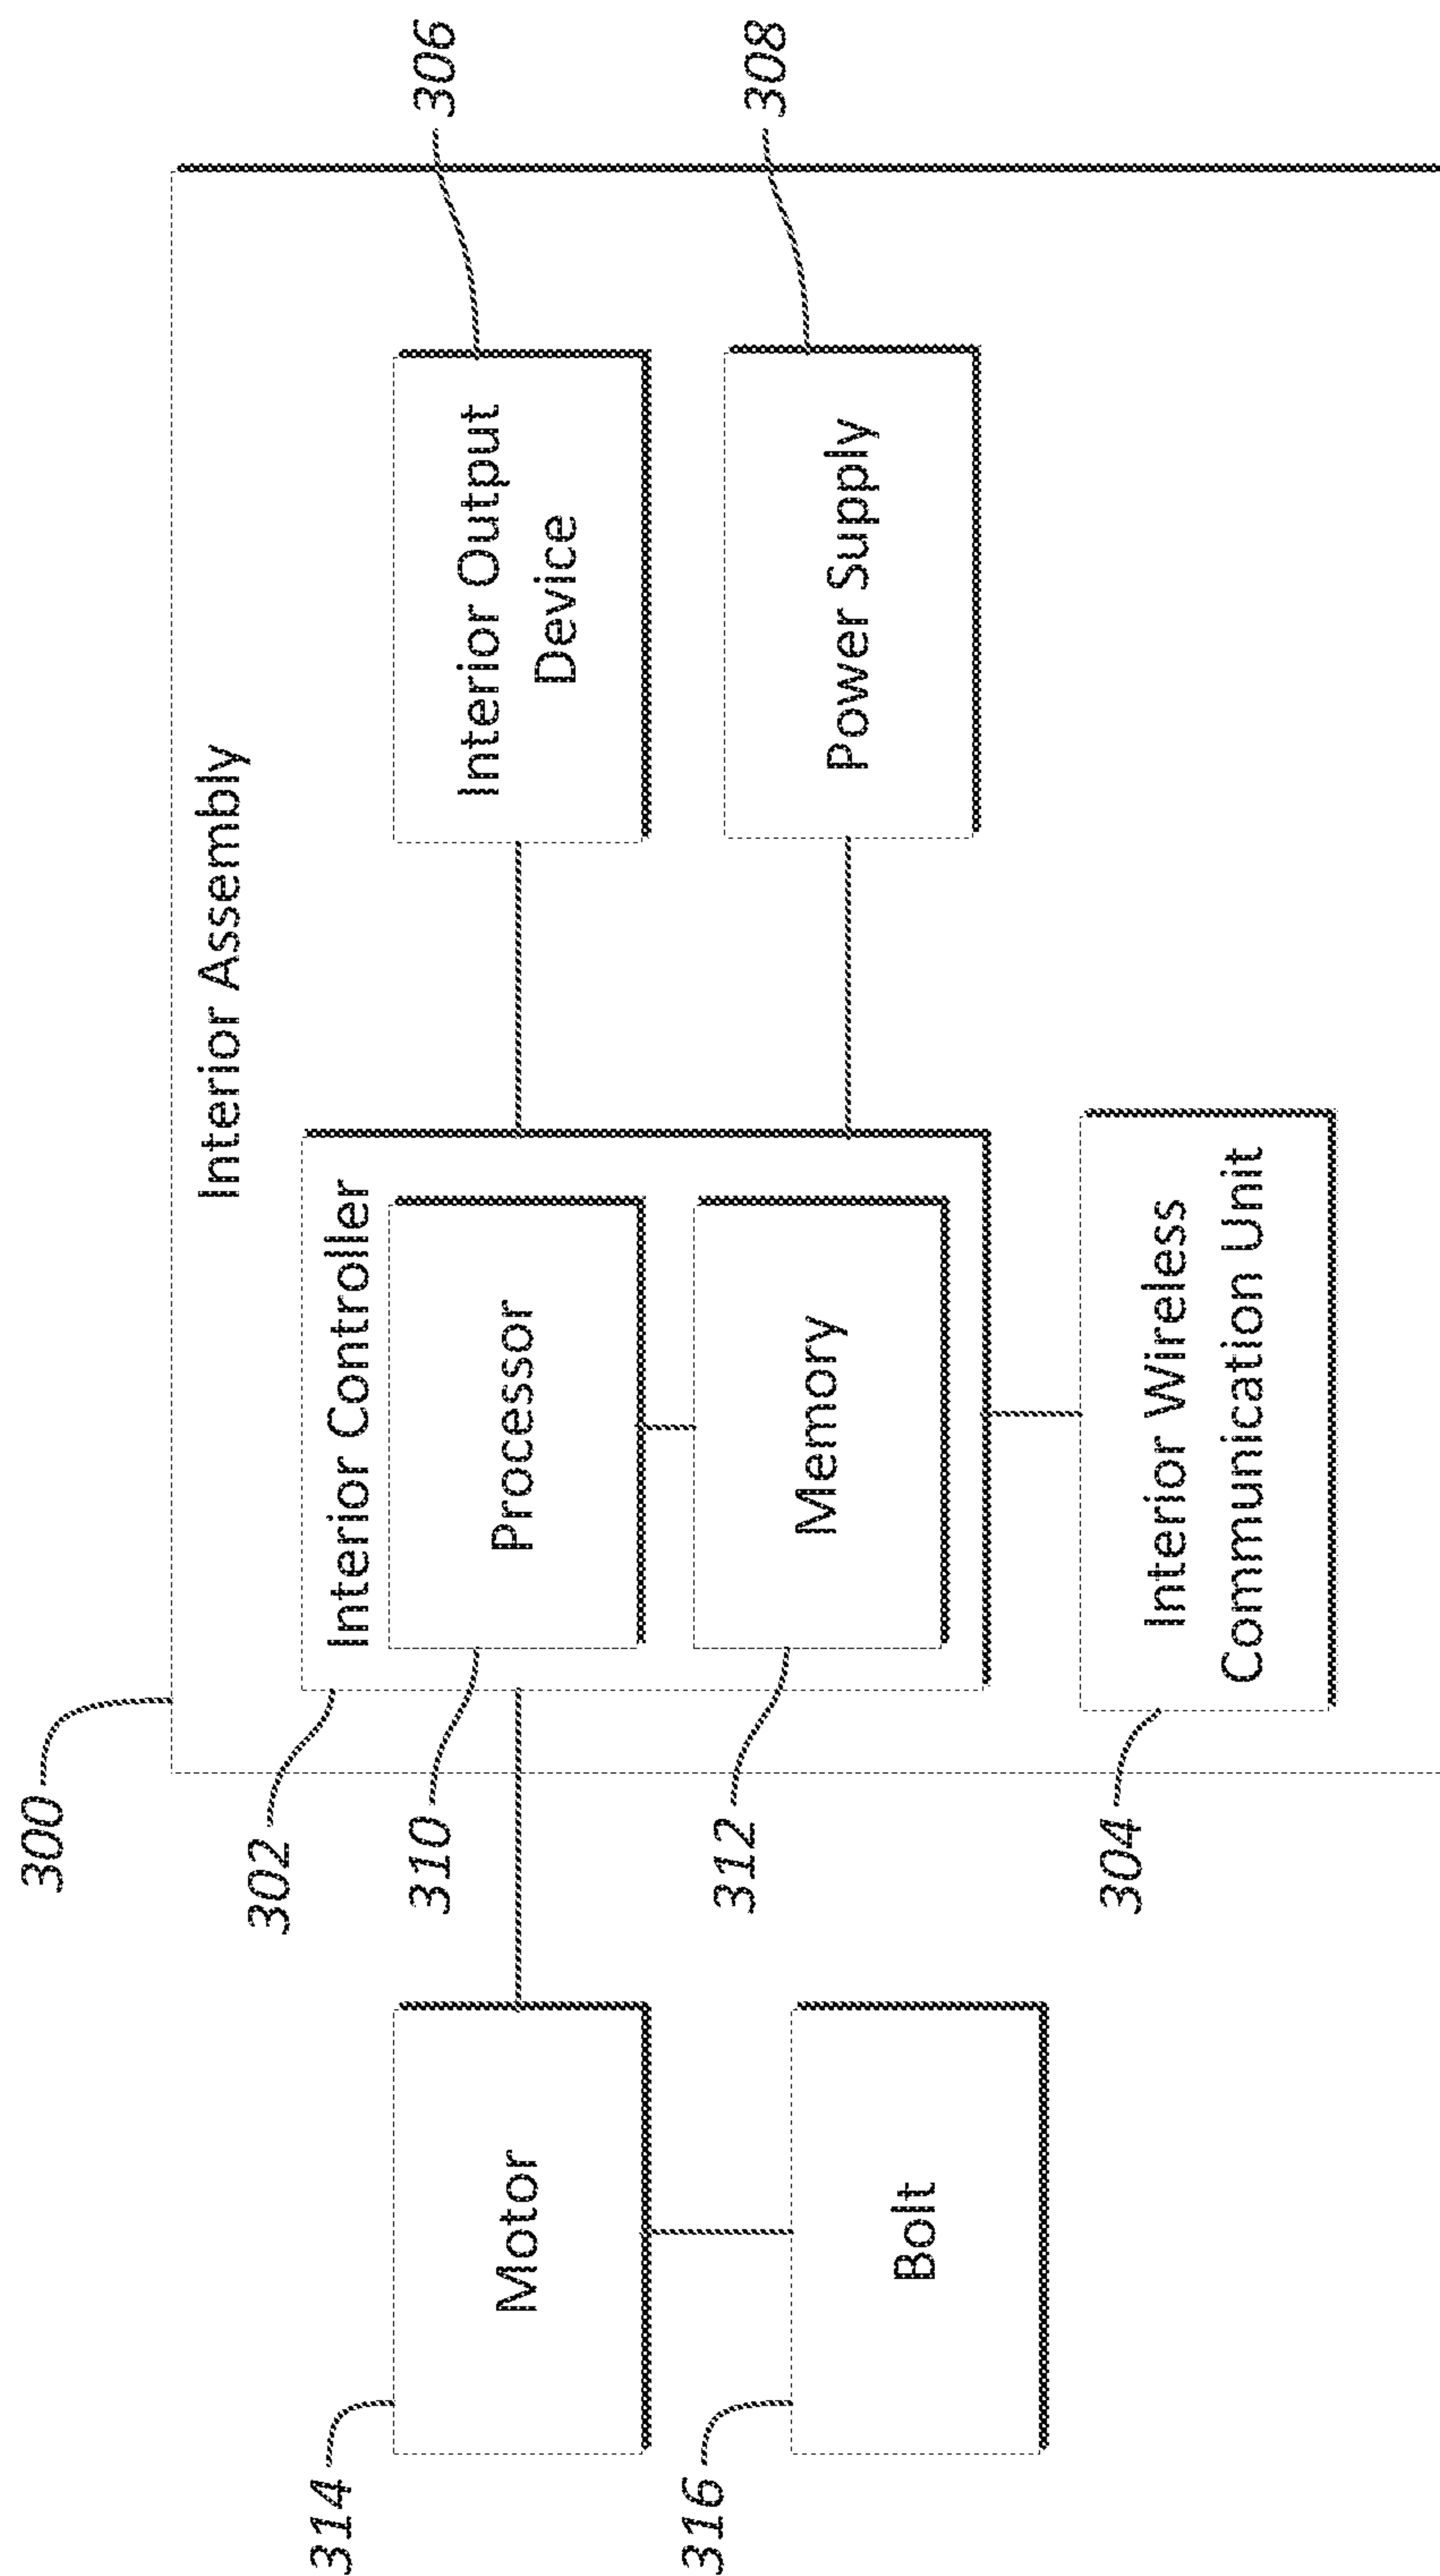 300
Interior Assembly
302
Interior Controller
310
Processor
306
Interior Output
Device
314
Motor
312
Memory
308
Power Supply
316
Bolt
304
Interior Wireless
Communication Unit